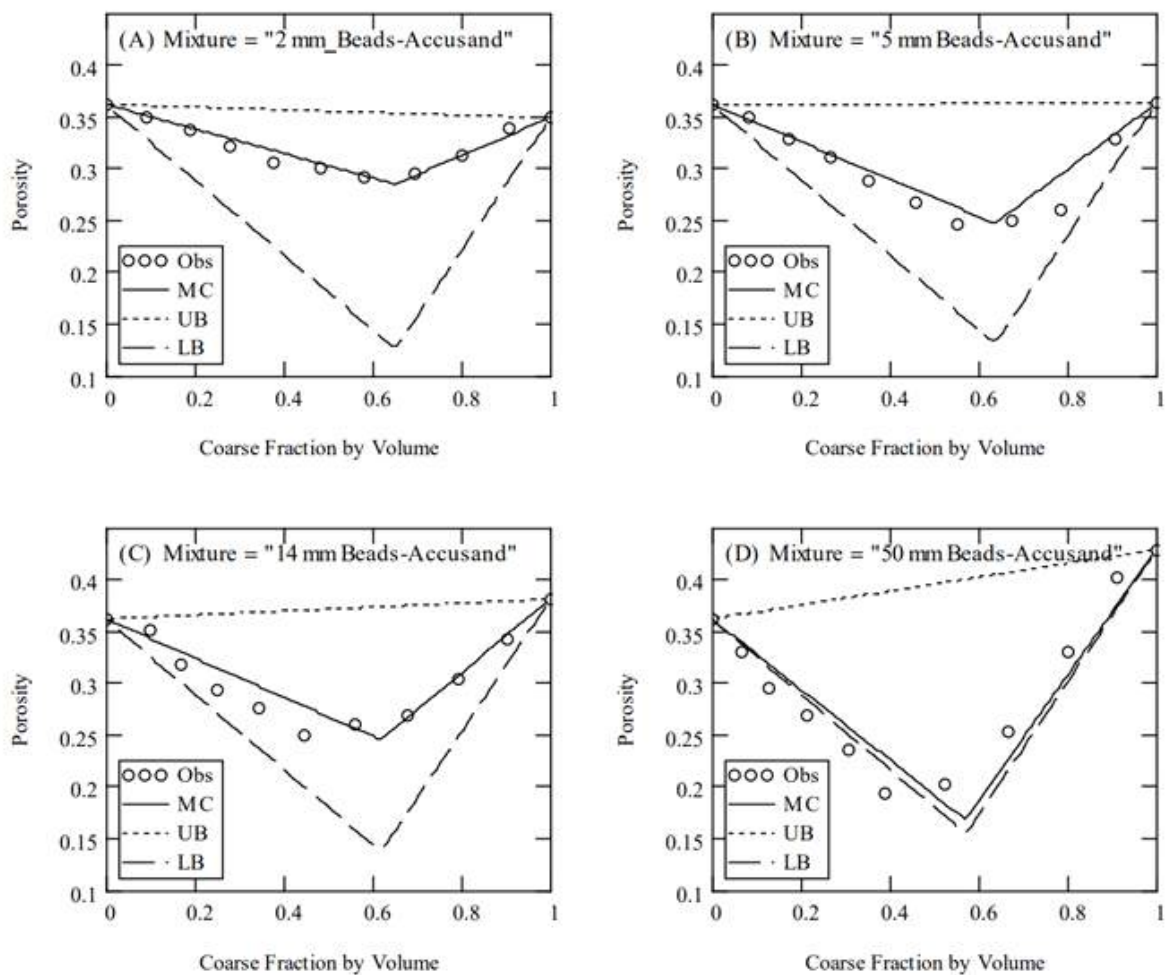 (A) Mixture = "2 mm_Beads-Accusand"
0.4
0.35
0.3
0.25
0.2
0.15
0.1
Porosity
Obs
MC
UB
LB
0 0.2 0.4 0.6 0.8 1
Coarse Fraction by Volume
(B) Mixture = "5 mm Beads-Accusand"
0.4
0.35
0.3
0.25
0.2
0.15
0.1
Porosity
Obs
MC
UB
LB
0 0.2 0.4 0.6 0.8 1
Coarse Fraction by Volume
(C) Mixture = "14 mm Beads-Accusand"
0.4
0.35
0.3
0.25
0.2
0.15
0.1
Porosity
Obs
MC
UB
LB
0 0.2 0.4 0.6 0.8 1
Coarse Fraction by Volume
(D) Mixture = "50 mm Beads-Accusand"
0.4
0.35
0.3
0.25
0.2
0.15
0.1
Porosity
Obs
MC
UB
LB
0 0.2 0.4 0.6 0.8 1
Coarse Fraction by Volume